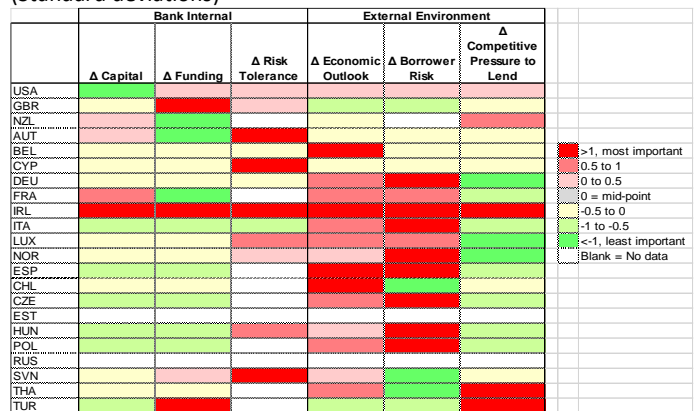 (Standard deviations)
Bank Internal External Environment
Δ Capital Δ Funding Δ Risk Tolerance Δ Economic Outlook Δ Borrower Risk Δ Competitive Pressure to Lend
USA
GBR
NZL
AUT
BEL >1, most important
CYP 0.5 to 1
DEU 0 to 0.5
FRA 0 = mid-point
IRL -0.5 to 0
ITA -1 to -0.5
LUX <-1, least important
NOR Blank = No data
ESP
CHL
CZE
EST
HUN
POL
RUS
SVN
THA
TUR